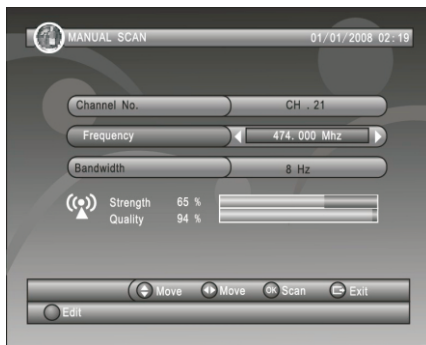 MANUAL SCAN 01/01/2008 02:19
Channel No. CH . 21
Frequency 474. 000 Mhz
Bandwidth 8 Hz
Strength 65 %
Quality 94 %
Move Move OK Scan Exit
Edit